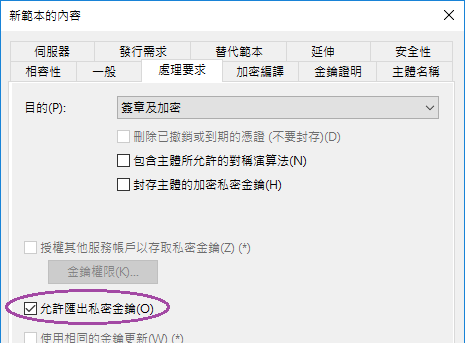 新範本的內容
伺服器 發行需求 替代範本 延伸 安全性
相容性 一般 處理要求 加密編譯 金鑰證明 主體名稱
目的(P): 簽章及加密
刪除已撤銷或到期的憑證 (不要封存)(D)
包含主體所允許的對稱演算法(N)
封存主體的加密私密金鑰(H)
授權其他服務帳戶以存取私密金鑰(Z) (*)
金鑰權限(K)...
允許匯出私密金鑰(O)
使用相同的金鑰更新(W) (*)